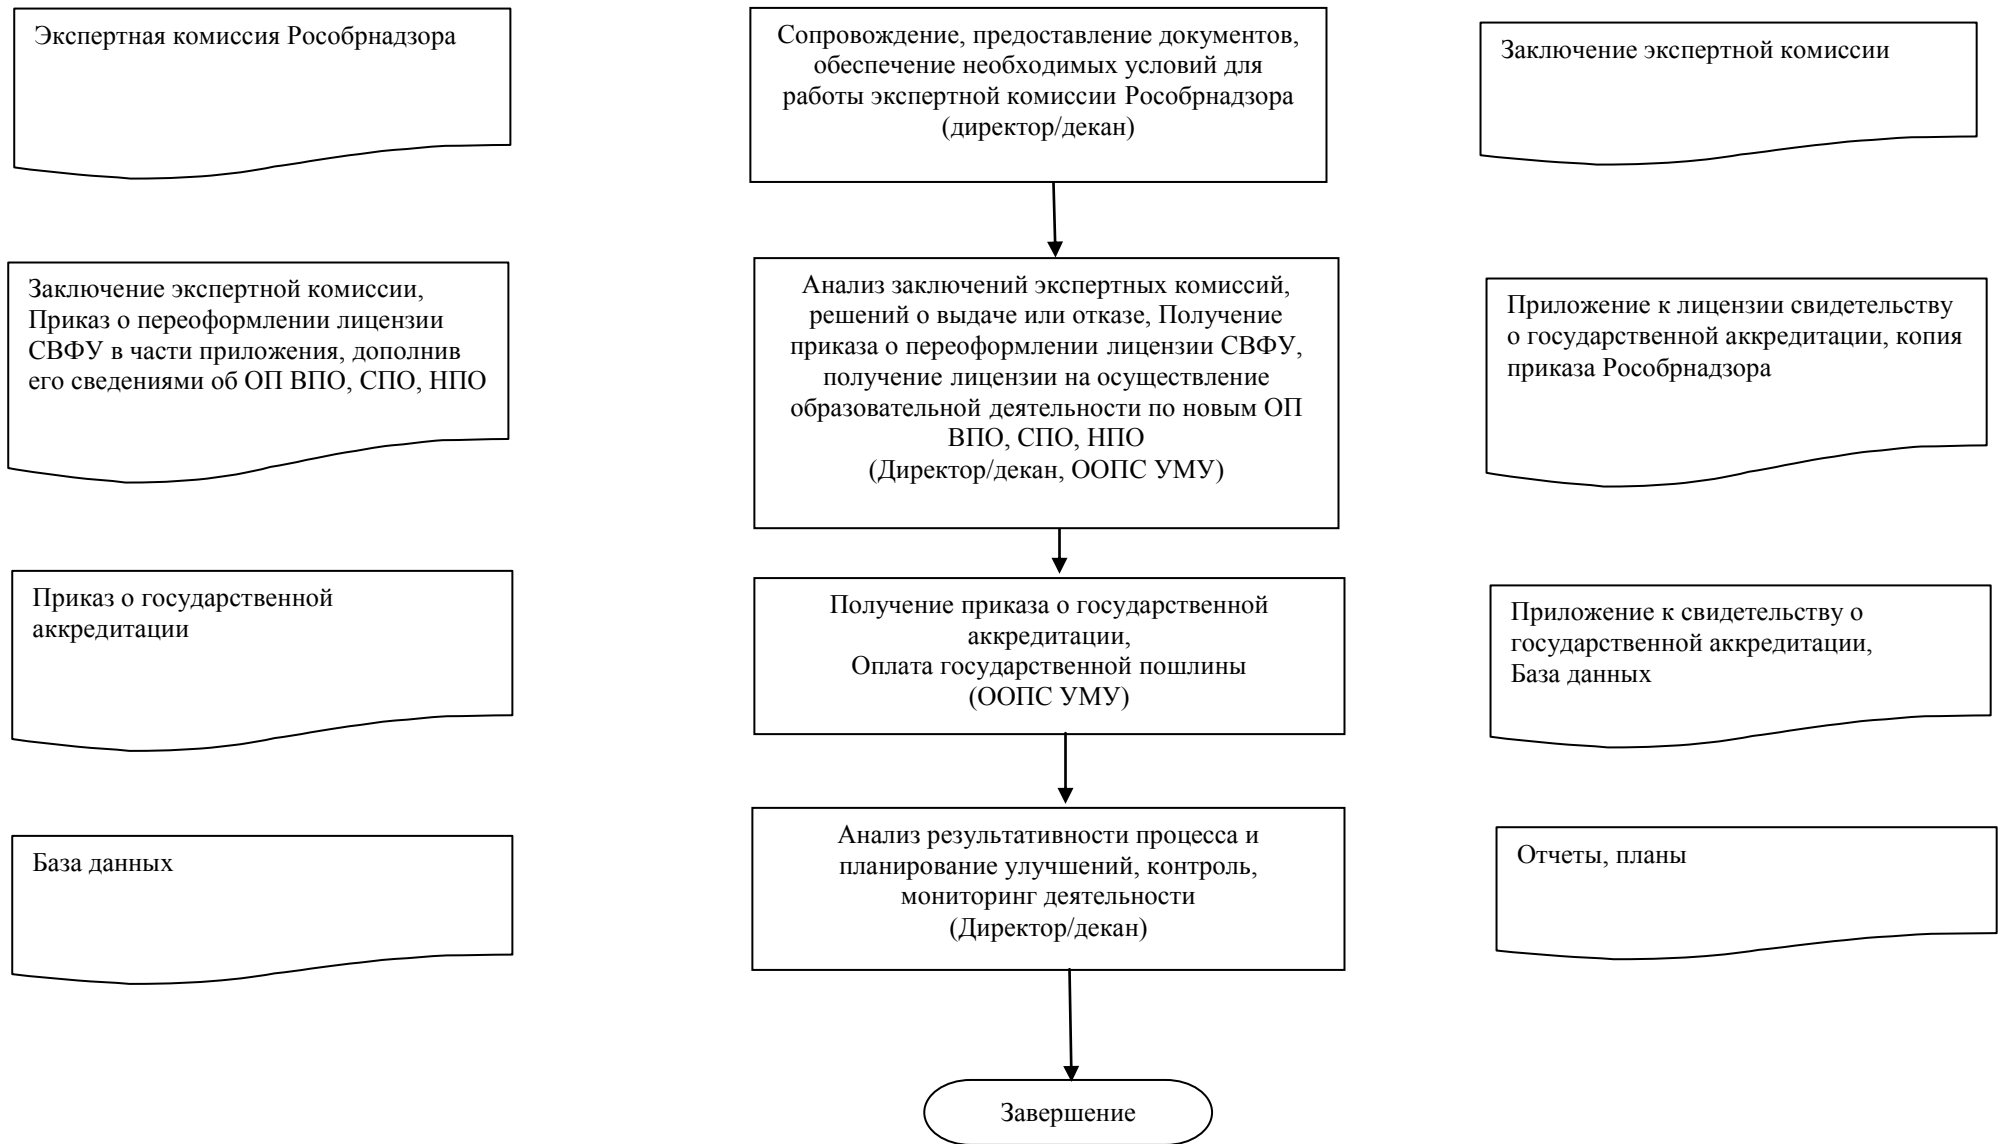 Экспертная комиссия Рособрнадзора
Сопровождение, предоставление документов,
обеспечение необходимых условий для
работы экспертной комиссии Рособрнадзора
(директор/декан)
Заключение экспертной комиссии
Заключение экспертной комиссии,
Приказ о переоформлении лицензии
СВФУ в части приложения, дополнив
его сведениями об ОП ВПО, СПО, НПО
Анализ заключений экспертных комиссий,
решений о выдаче или отказе, Получение
приказа о переоформлении лицензии СВФУ,
получение лицензии на осуществление
образовательной деятельности по новым ОП
ВПО, СПО, НПО
(Директор/декан, ООПС УМУ)
Приложение к лицензии свидетельству
о государственной аккредитации, копия
приказа Рособрнадзора
Приказ о государственной
аккредитации
Получение приказа о государственной
аккредитации,
Оплата государственной пошлины
(ООПС УМУ)
Приложение к свидетельству о
государственной аккредитации,
База данных
База данных
Анализ результативности процесса и
планирование улучшений, контроль,
мониторинг деятельности
(Директор/декан)
Отчеты, планы
Завершение